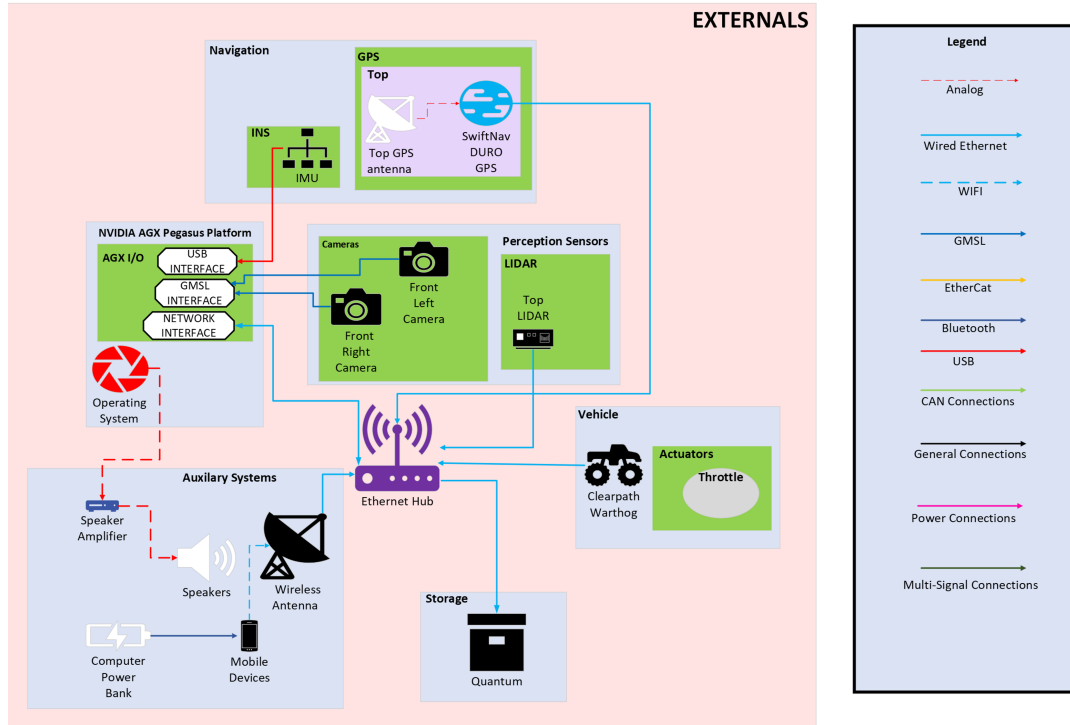 EXTERNALS
Navigation
GPS
Top
Top GPS
antenna
SwiftNav
DURO
GPS
INS
IMU
NVIDIA AGX Pegasus Platform
AGX I/O
USB
INTERFACE
GMSL
INTERFACE
NETWORK
INTERFACE
Operating
System
Perception Sensors
Cameras
Front
Left
Camera
Front
Right
Camera
LIDAR
Top
LIDAR
Ethernet Hub
Vehicle
Clearpath
Warthog
Actuators
Throttle
Auxilary Systems
Speaker
Amplifier
Speakers
Wireless
Antenna
Computer
Power
Bank
Mobile
Devices
Storage
Quantum
Legend
Analog
Wired Ethernet
WIFI
GMSL
EtherCat
Bluetooth
USB
CAN Connections
General Connections
Power Connections
Multi-Signal Connections